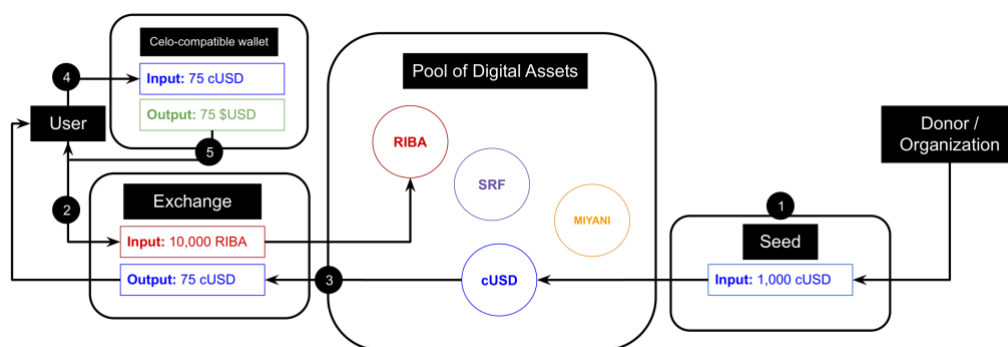 Celo-compatible wallet
Input: 75 cUSD
Output: 75 $USD
4
User
5
2
Exchange
Input: 10,000 RIBA
Output: 75 cUSD
3
Pool of Digital Assets
RIBA
SRF
MIYANI
cUSD
1
Seed
Input: 1,000 cUSD
Donor /
Organization